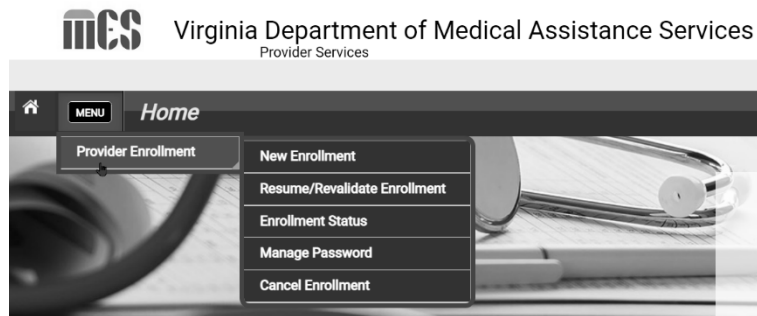 mes Virginia Department of Medical Assistance Services
Provider Services
MENU Home
Provider Enrollment
New Enrollment
Resume/Revalidate Enrollment
Enrollment Status
Manage Password
Cancel Enrollment